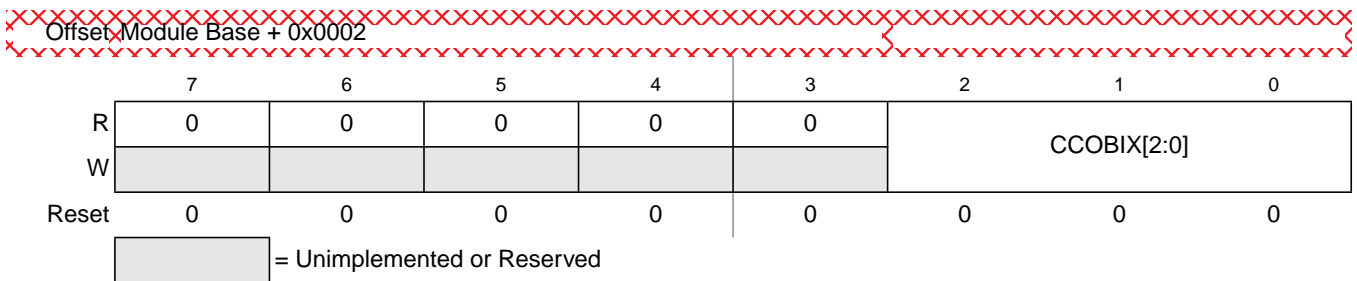 Offset Module Base + 0x0002
7 6 5 4 3 2 1 0
R 0 0 0 0 0 CCOBIX[2:0]
W
Reset 0 0 0 0 0 0 0 0
= Unimplemented or Reserved